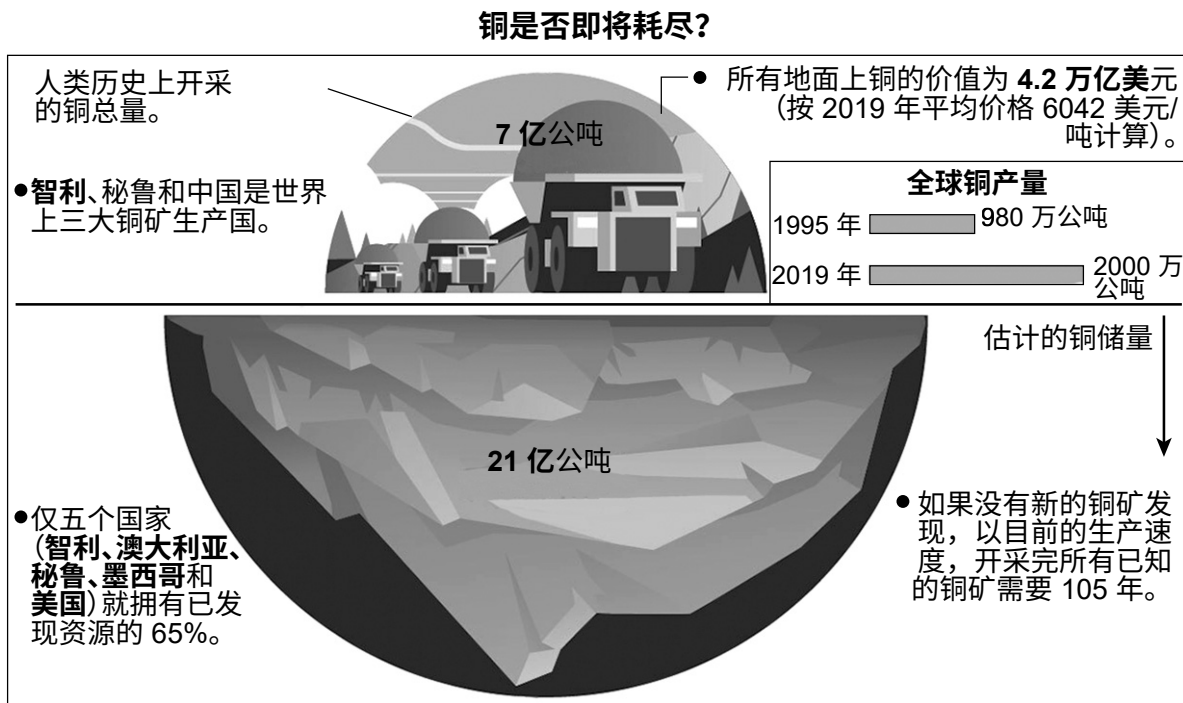 铜是否即将耗尽?
人类历史上开采
的铜总量。
7 亿公吨
● 所有地面上铜的价值为 4.2 万亿美元
(按 2019 年平均价格 6042 美元/
吨计算)。
●智利、秘鲁和中国是世界
上三大铜矿生产国。
全球铜产量
1995 年
980 万公吨
2019 年
2000 万
公吨
估计的铜储量
21 亿公吨
●仅五个国家
(智利、澳大利亚、
秘鲁、墨西哥和
美国)就拥有已发
现资源的 65%。
● 如果没有新的铜矿发
现，以目前的生产速
度，开采完所有已知
的铜矿需要 105 年。